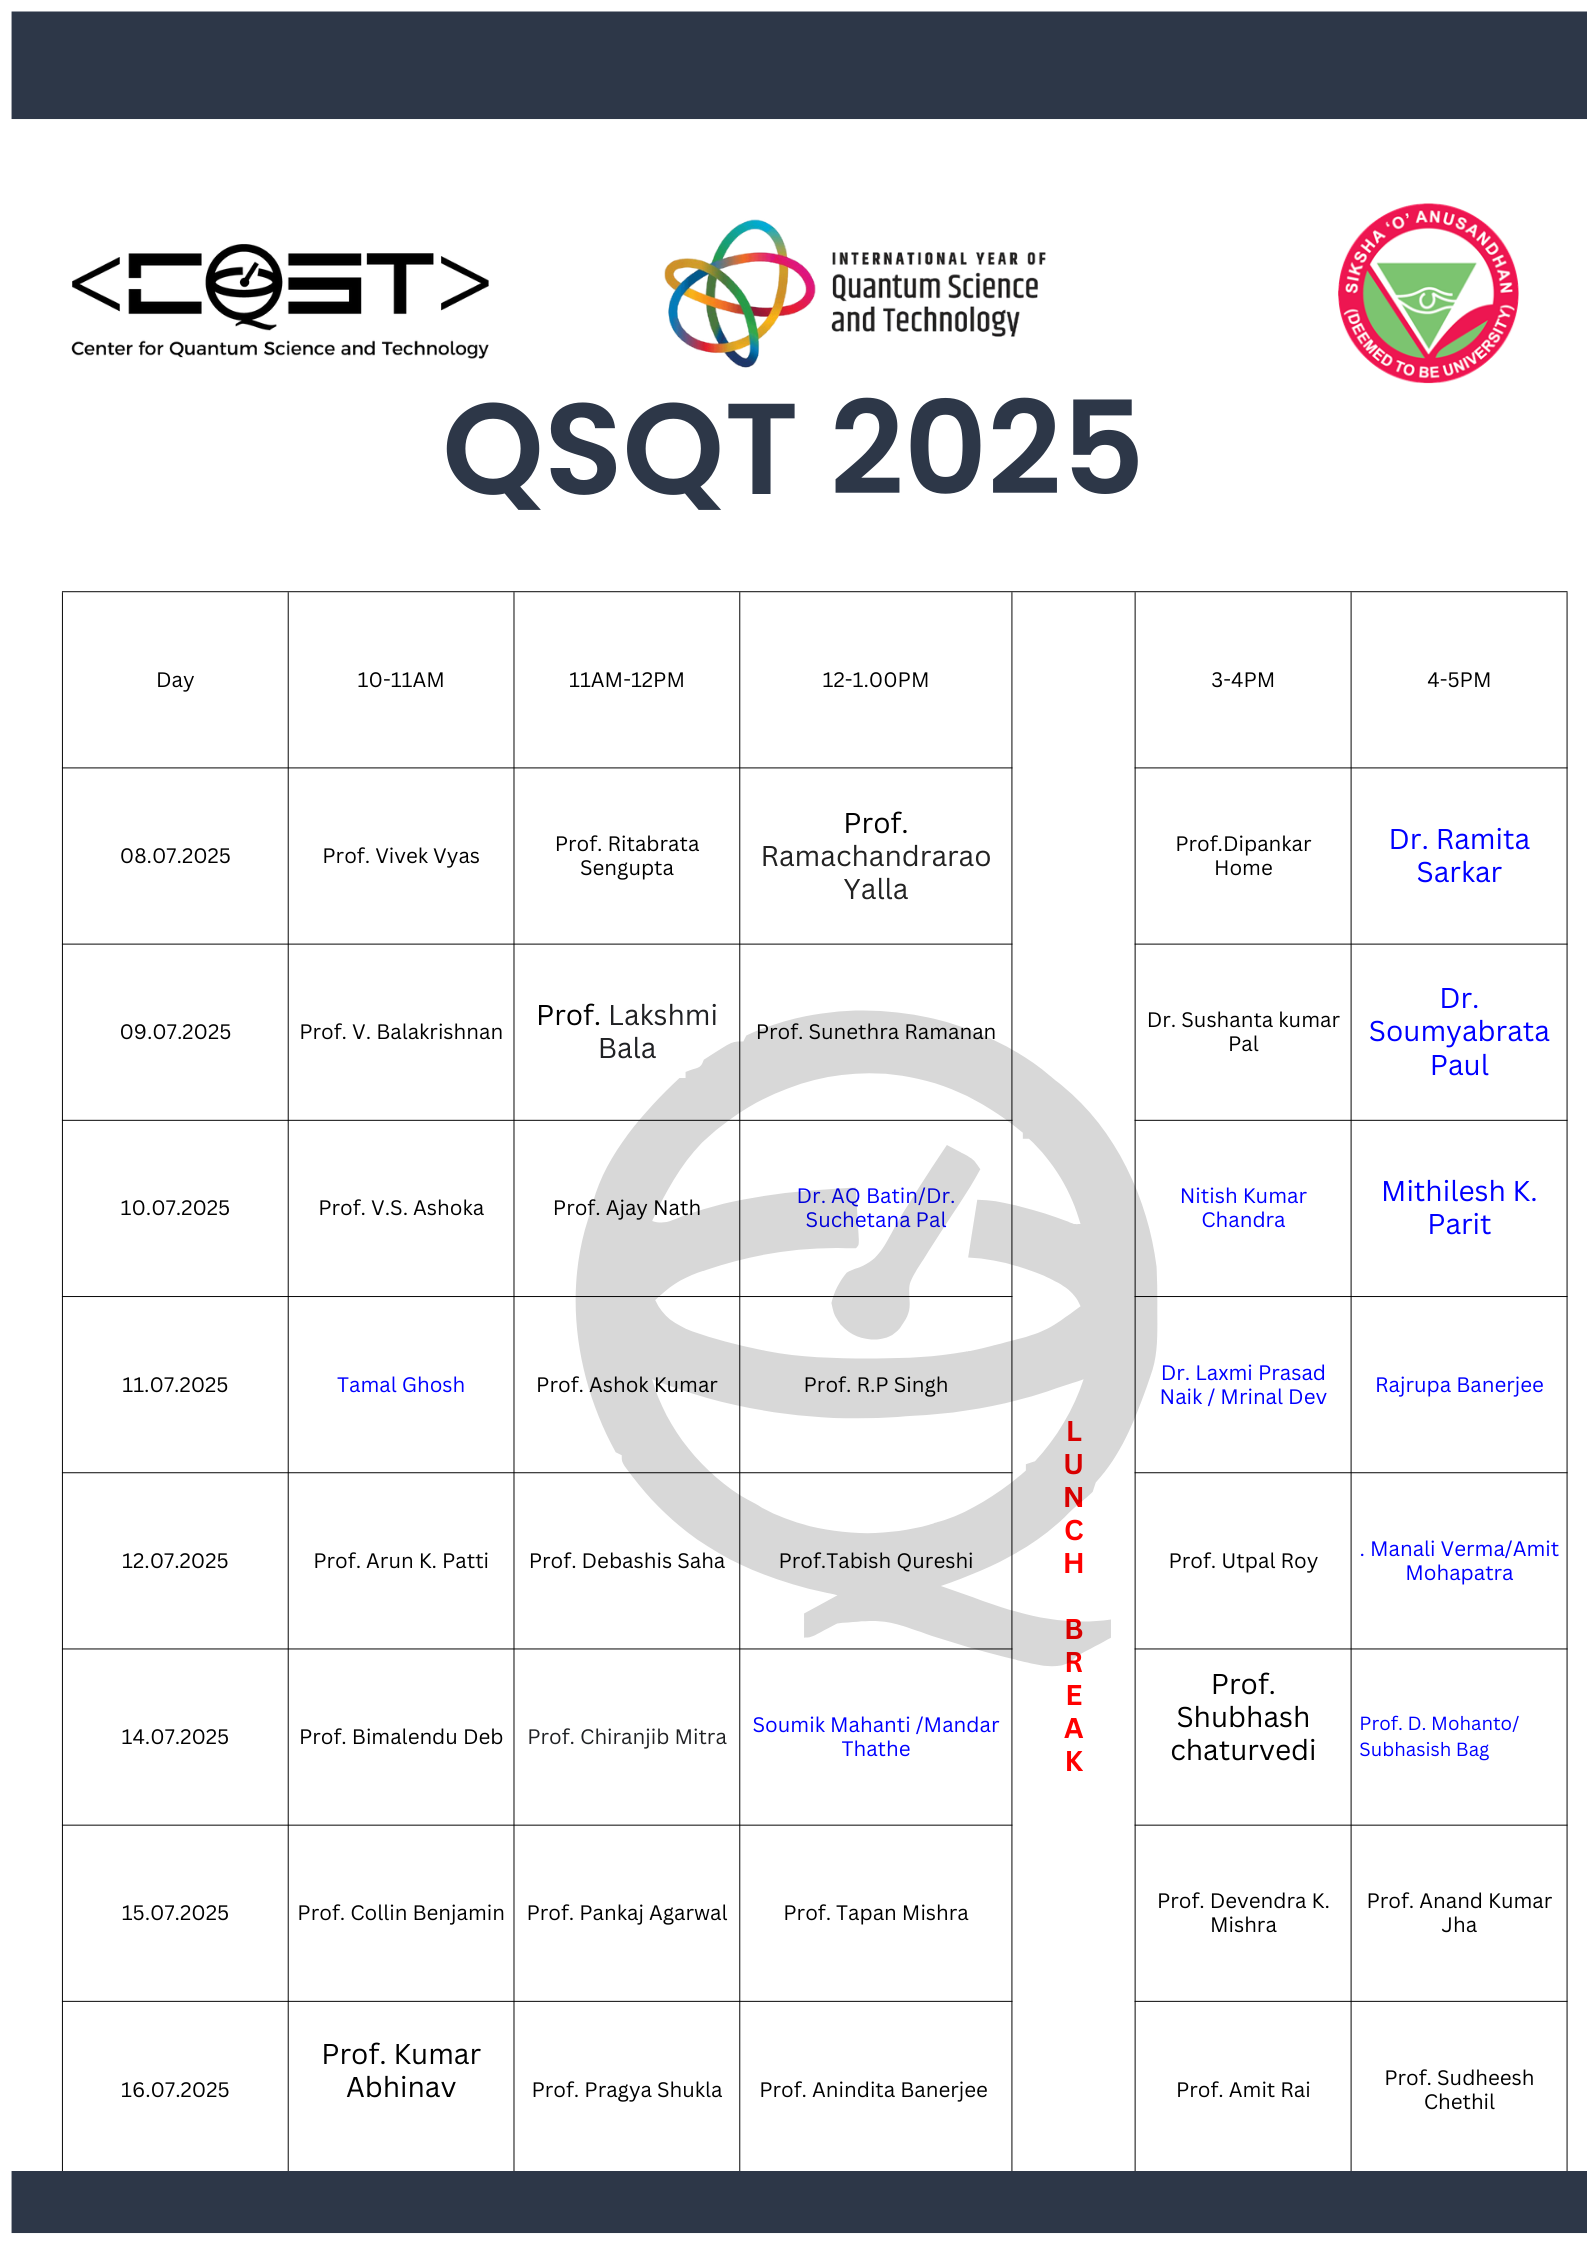 <CQST>
Center for Quantum Science and Technology
INTERNATIONAL YEAR OF
Quantum Science
and Technology
SIKSHA 'O' ANUSANDHAN
(DEEMED TO BE UNIVERSITY)
QSQT 2025
Day
10-11AM
11AM-12PM
12-1.00PM
3-4PM
4-5PM
08.07.2025
Prof. Vivek Vyas
Prof. Ritabrata
Sengupta
Prof.
Ramachandrarao
Yalla
Prof.Dipankar
Home
Dr. Ramita
Sarkar
09.07.2025
Prof. V. Balakrishnan
Prof. Lakshmi
Bala
Prof. Sunethra Ramanan
Dr. Sushanta kumar
Pal
Dr.
Soumyabrata
Paul
10.07.2025
Prof. V.S. Ashoka
Prof. Ajay Nath
Dr. AQ Batin/Dr.
Suchetana Pal
Nitish Kumar
Chandra
Mithilesh K.
Parit
11.07.2025
Tamal Ghosh
Prof. Ashok Kumar
Prof. R.P Singh
Dr. Laxmi Prasad
Naik / Mrinal Dev
Rajrupa Banerjee
LUNCH BREAK
12.07.2025
Prof. Arun K. Patti
Prof. Debashis Saha
Prof.Tabish Qureshi
Prof. Utpal Roy
. Manali Verma/Amit
Mohapatra
14.07.2025
Prof. Bimalendu Deb
Prof. Chiranjib Mitra
Soumik Mahanti /Mandar
Thathe
Prof.
Shubhash
chaturvedi
Prof. D. Mohanto/
Subhasish Bag
15.07.2025
Prof. Collin Benjamin
Prof. Pankaj Agarwal
Prof. Tapan Mishra
Prof. Devendra K.
Mishra
Prof. Anand Kumar
Jha
16.07.2025
Prof. Kumar
Abhinav
Prof. Pragya Shukla
Prof. Anindita Banerjee
Prof. Amit Rai
Prof. Sudheesh
Chethil